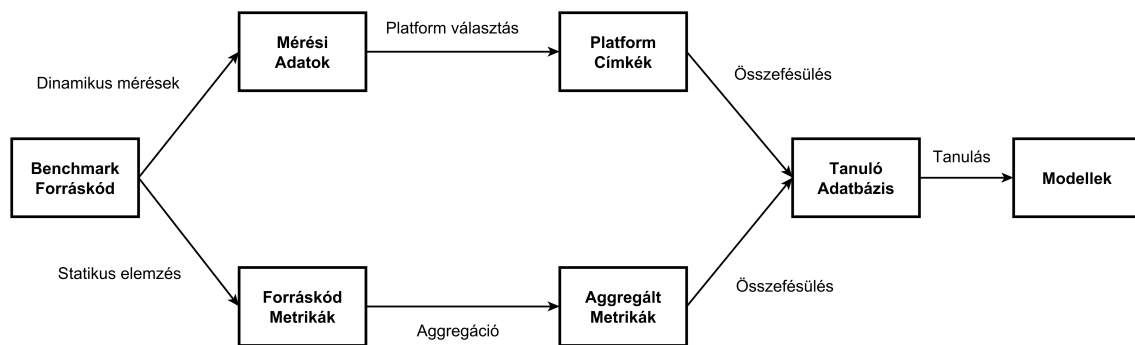 Mérési
Adatok
Platform választás
Platform
Címkék
Dinamikus mérések
Összefésülés
Benchmark
Forráskód
Tanuló
Adatbázis
Tanulás
Modellek
Statikus elemzés
Forráskód
Metrikák
Aggregáció
Aggregált
Metrikák
Összefésülés